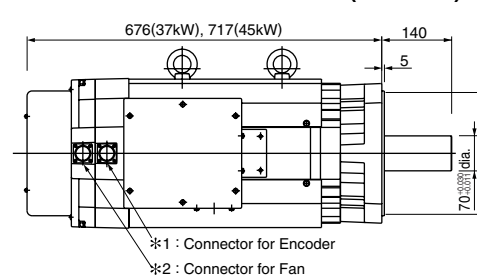 676(37kW), 717(45kW)
140
5
70 +0.030 +0.011 dia.
✻1 : Connector for Encoder
✻2 : Connector for Fan